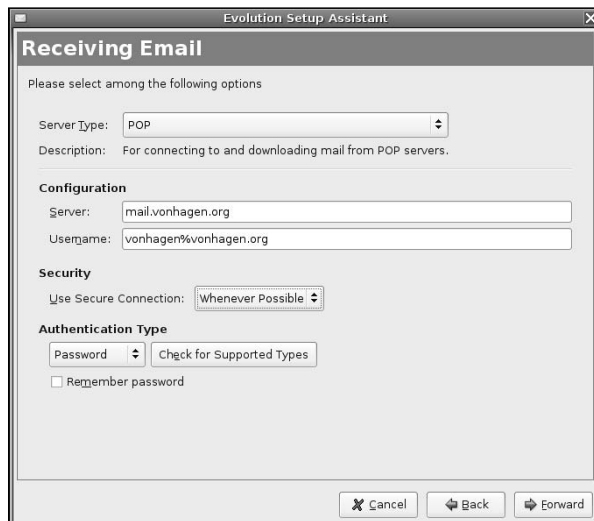 Evolution Setup Assistant
Receiving Email
Please select among the following options
Server Type: POP
Description: For connecting to and downloading mail from POP servers.
Configuration
Server: mail.vonhagen.org
Username: vonhagen%vonhagen.org
Security
Use Secure Connection: Whenever Possible
Authentication Type
Password Check for Supported Types
Remember password
Cancel Back Forward